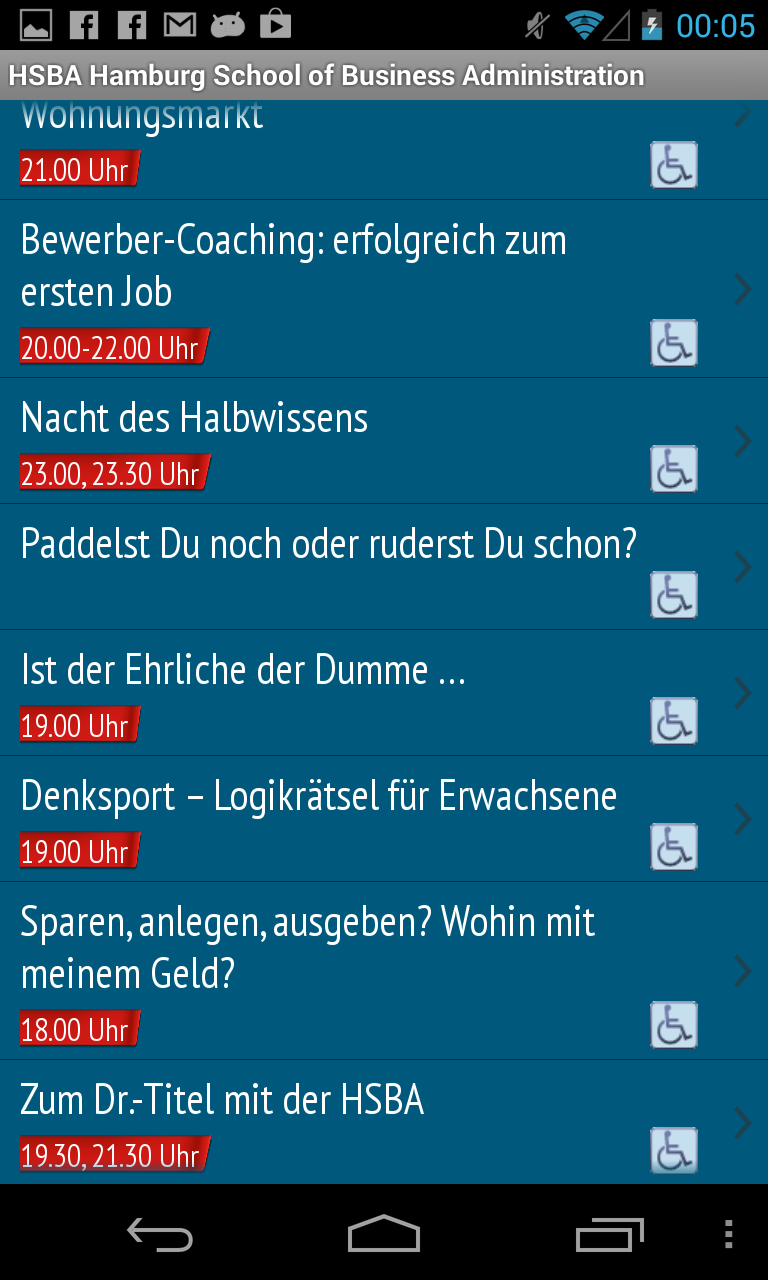 00:05
HSBA Hamburg School of Business Administration
Wohnungsmarkt
21.00 Uhr
Bewerber-Coaching: erfolgreich zum
ersten Job
20.00-22.00 Uhr
Nacht des Halbwissens
23.00, 23.30 Uhr
Paddelst Du noch oder ruderst Du schon?
Ist der Ehrliche der Dumme ...
19.00 Uhr
Denksport – Logikrätsel für Erwachsene
19.00 Uhr
Sparen, anlegen, ausgeben? Wohin mit
meinem Geld?
18.00 Uhr
Zum Dr.-Titel mit der HSBA
19.30, 21.30 Uhr